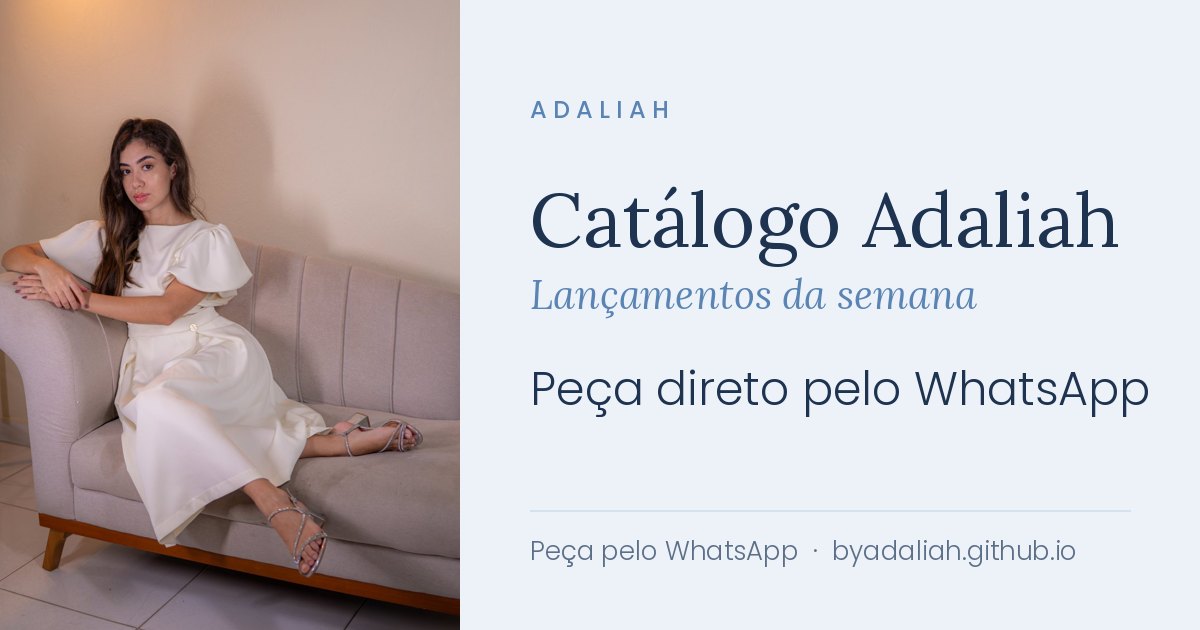 ADALIAH
Catálogo Adaliah
Lançamentos da semana
Peça direto pelo WhatsApp
Peça pelo WhatsApp · byadaliah.github.io